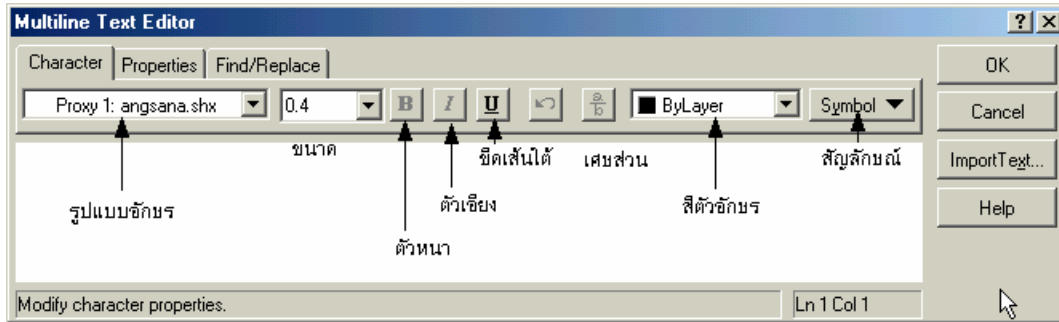 Multiline Text Editor
Character Properties Find/Replace OK
Proxy 1: angsana.shx 0.4 B I U a/b ByLayer Symbol Cancel
ขนาด ขีดเส้นใต้ เศษส่วน สัญลักษณ์ ImportText...
รูปแบบอักษร ตัวเอียง สีตัวอักษร Help
ตัวหนา
Modify character properties. Ln 1 Col 1